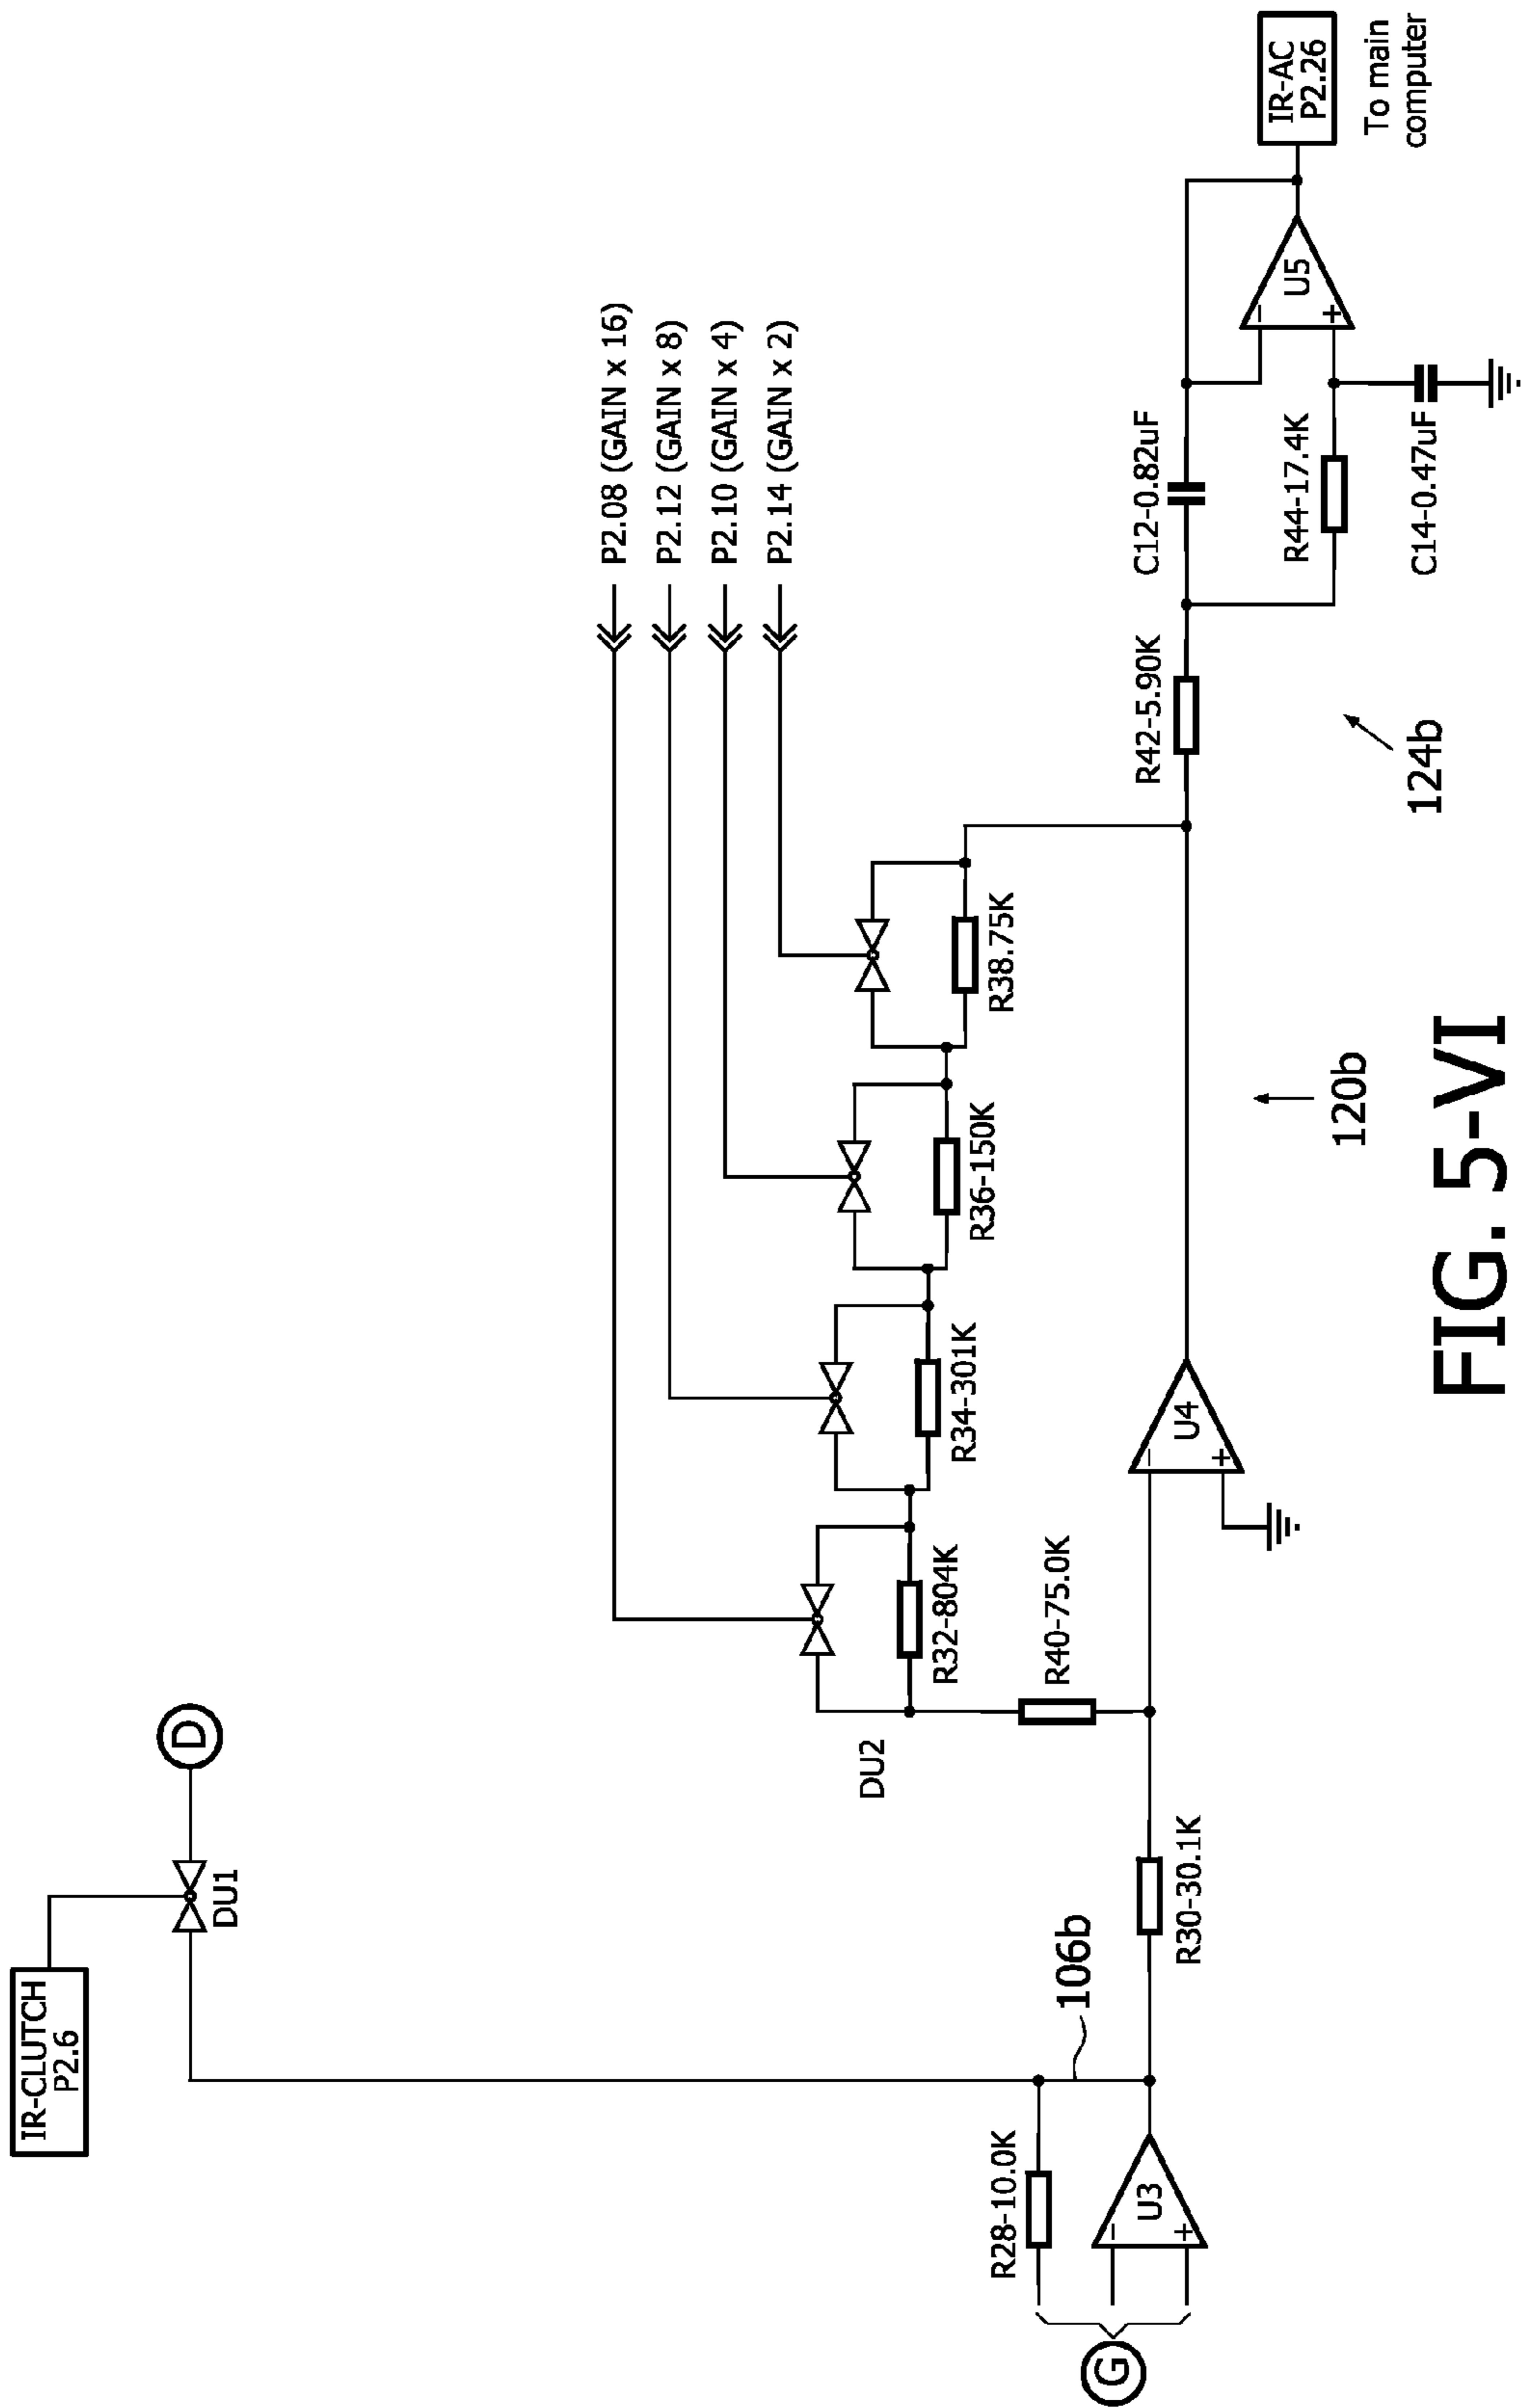 IR-CLUTCH
P2.6
DU1
D
P2.08 (GAIN x 16)
P2.12 (GAIN x 8)
P2.10 (GAIN x 4)
P2.14 (GAIN x 2)
DU2
R32-804K
R34-301K
R36-150K
R38.75K
R40-75.0K
R28-10.0K
G
U3
-
+
106b
R30-30.1K
U4
-
+
120b
R42-5.90K
124b
C12-0.82uF
R44-17.4K
C14-0.47uF
U5
-
+
IR-AC
P2.26
To main
computer
FIG. 5-VI